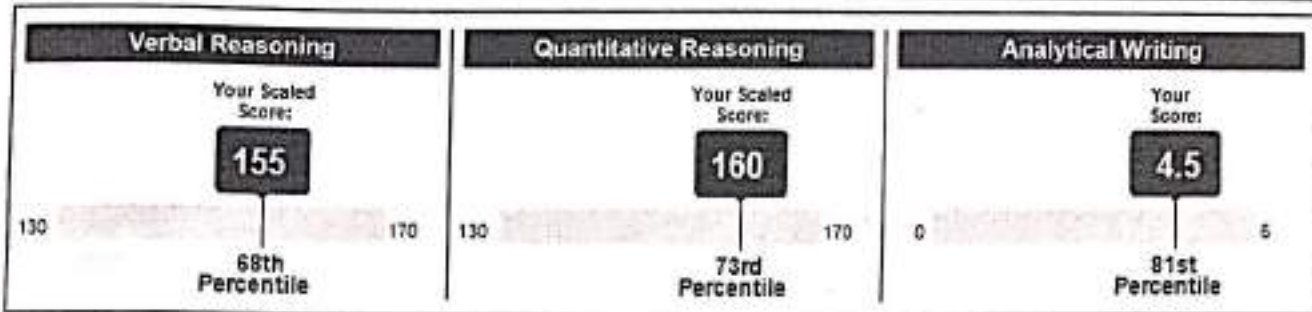 Verbal Reasoning
Your Scaled
Score:
155
130
170
68th
Percentile
Quantitative Reasoning
Your Scaled
Score:
160
130
170
73rd
Percentile
Analytical Writing
Your
Score:
4.5
0
6
81st
Percentile